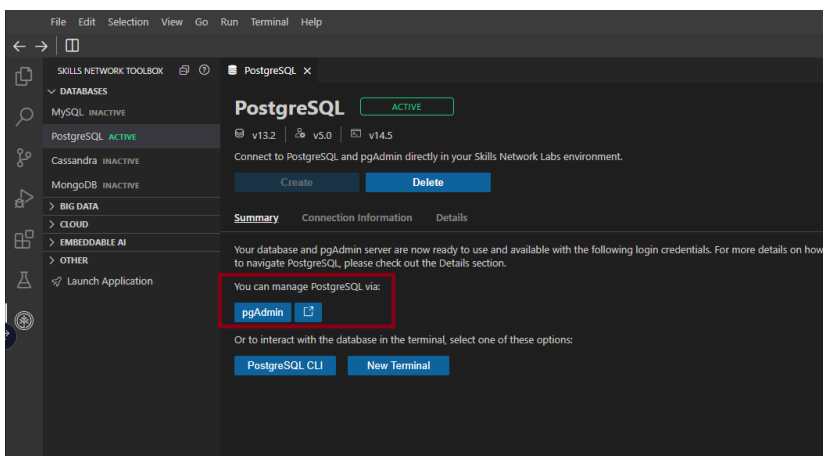 File Edit Selection View Go Run Terminal Help
SKILLS NETWORK TOOLBOX
DATABASES
MySQL INACTIVE
PostgreSQL ACTIVE
Cassandra INACTIVE
MongoDB INACTIVE
BIG DATA
CLOUD
EMBEDDABLE AI
OTHER
Launch Application
PostgreSQL
PostgreSQL ACTIVE
v13.2 v5.0 v14.5
Connect to PostgreSQL and pgAdmin directly in your Skills Network Labs environment.
Create Delete
Summary Connection Information Details
Your database and pgAdmin server are now ready to use and available with the following login credentials. For more details on how
to navigate PostgreSQL, please check out the Details section.
You can manage PostgreSQL via:
pgAdmin
Or to interact with the database in the terminal, select one of these options:
PostgreSQL CLI New Terminal